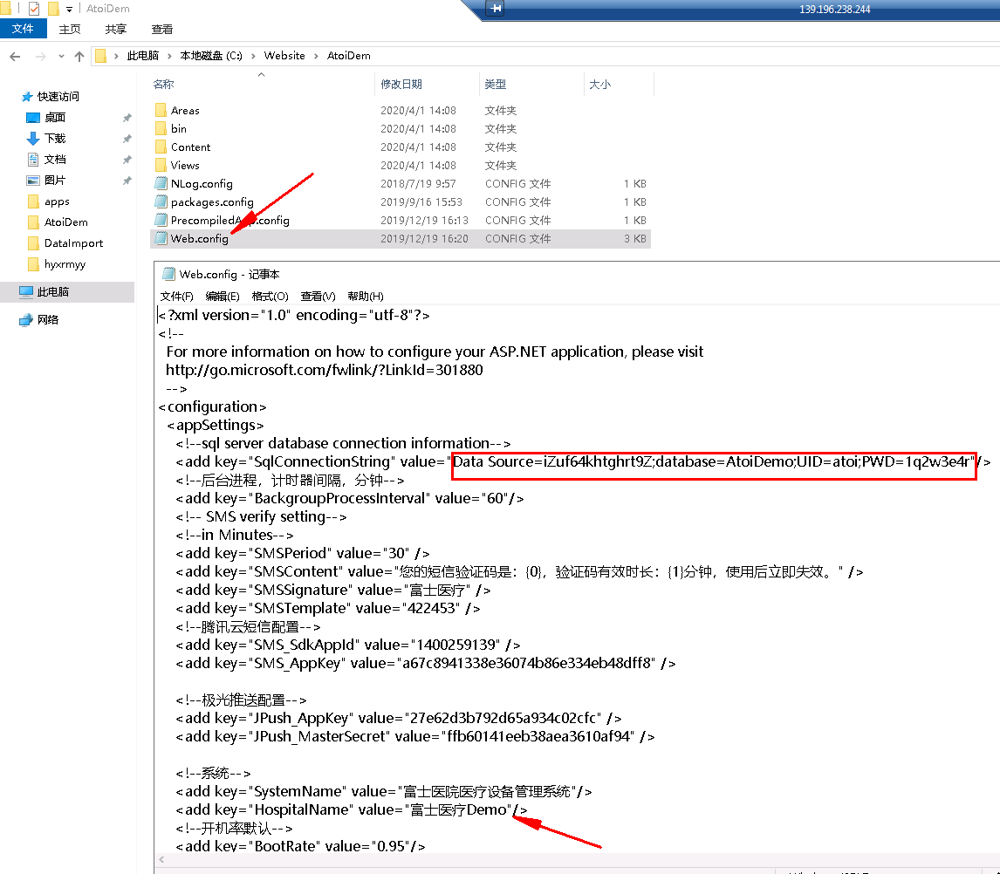 AtoiDem
139.196.238.244
文件 主页 共享 查看
此电脑 本地磁盘 (C:) Website AtoiDem
名称 修改日期 类型 大小
快速访问
桌面
下载
文档
图片
apps
AtoiDem
DataImport
hyxrmyy
此电脑
网络
Areas 2020/4/1 14:08 文件夹
bin 2020/4/1 14:08 文件夹
Content 2020/4/1 14:08 文件夹
Views 2020/4/1 14:08 文件夹
NLog.config 2018/7/19 9:57 CONFIG 文件 1 KB
packages.config 2019/9/16 15:53 CONFIG 文件 1 KB
PrecompiledApp.config 2019/12/19 16:13 CONFIG 文件 1 KB
Web.config 2019/12/19 16:20 CONFIG 文件 3 KB
Web.config - 记事本
文件(F) 编辑(E) 格式(O) 查看(V) 帮助(H)
<?xml version="1.0" encoding="utf-8"?>
<!--
For more information on how to configure your ASP.NET application, please visit
http://go.microsoft.com/fwlink/?LinkId=301880
-->
<configuration>
<appSettings>
<!--sql server database connection information-->
<add key="SqlConnectionString" value="Data Source=iZuf64khtghrt9Z;database=AtoiDemo;UID=atoi;PWD=1q2w3e4r"/>
<!--后台进程，计时器间隔，分钟-->
<add key="BackgroupProcessInterval" value="60"/>
<!-- SMS verify setting-->
<!--in Minutes-->
<add key="SMSPeriod" value="30" />
<add key="SMSContent" value="您的短信验证码是：{0}，验证码有效时长：{1}分钟，使用后立即失效。" />
<add key="SMSSignature" value="富士医疗" />
<add key="SMSTemplate" value="422453" />
<!--腾讯云短信配置-->
<add key="SMS_SdkAppId" value="1400259139" />
<add key="SMS_AppKey" value="a67c8941338e36074b86e334eb48dff8" />
<!--极光推送配置-->
<add key="JPush_AppKey" value="27e62d3b792d65a934c02cfc" />
<add key="JPush_MasterSecret" value="ffb60141eeb38aea3610af94" />
<!--系统-->
<add key="SystemName" value="富士医院医疗设备管理系统"/>
<add key="HospitalName" value="富士医疗Demo"/>
<!--开机率默认-->
<add key="BootRate" value="0.95"/>